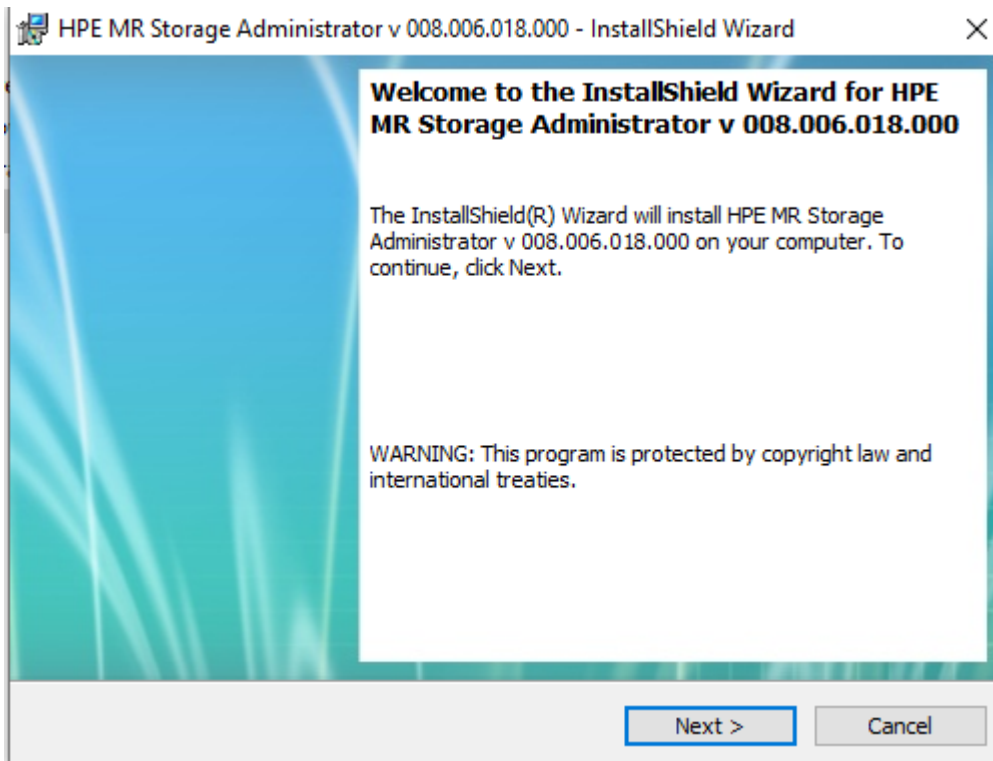 HPE MR Storage Administrator v 008.006.018.000 - InstallShield Wizard
Welcome to the InstallShield Wizard for HPE
MR Storage Administrator v 008.006.018.000
The InstallShield(R) Wizard will install HPE MR Storage
Administrator v 008.006.018.000 on your computer. To
continue, click Next.
WARNING: This program is protected by copyright law and
international treaties.
Next >
Cancel